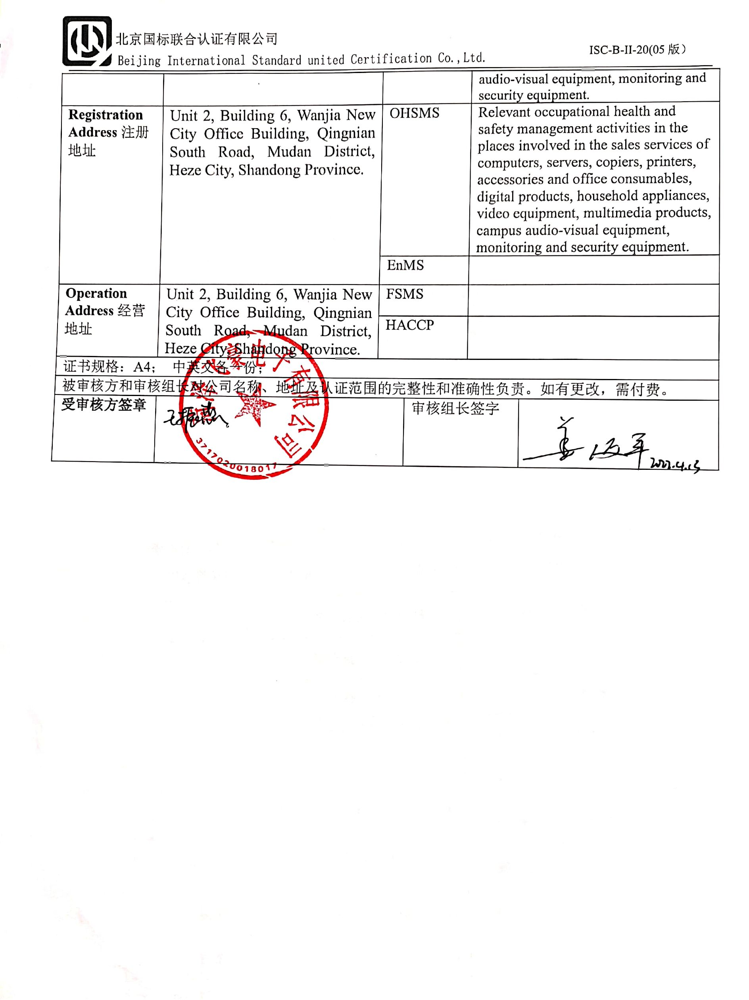 北京国标联合认证有限公司
ISC-B-II-20(05 版）
Beijing International Standard united Certification Co.,Ltd.
audio-visual equipment, monitoring and
security equipment.
Registration
Address 注册
地址
Unit 2, Building 6, Wanjia New
City Office Building, Qingnian
South Road, Mudan District,
Heze City, Shandong Province.
OHSMS
Relevant occupational health and
safety management activities in the
places involved in the sales services of
computers, servers, copiers, printers,
accessories and office consumables,
digital products, household appliances,
video equipment, multimedia products,
campus audio-visual equipment,
monitoring and security equipment.
EnMS
Operation
Address 经营
地址
Unit 2, Building 6, Wanjia New
City Office Building, Qingnian
South Road, Mudan District,
Heze City, Shandong Province.
FSMS
HACCP
证书规格：A4； 中英文各一份；
被审核方和审核组长对公司名称、地址及认证范围的完整性和准确性负责。如有更改，需付费。
受审核方签章
豪电子有限公司
3717020018017
审核组长签字
2022.4.13